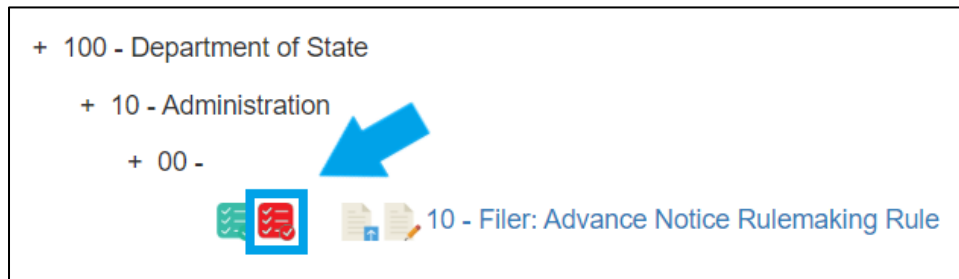 + 100 - Department of State
+ 10 - Administration
+ 00 -
10 - Filer: Advance Notice Rulemaking Rule